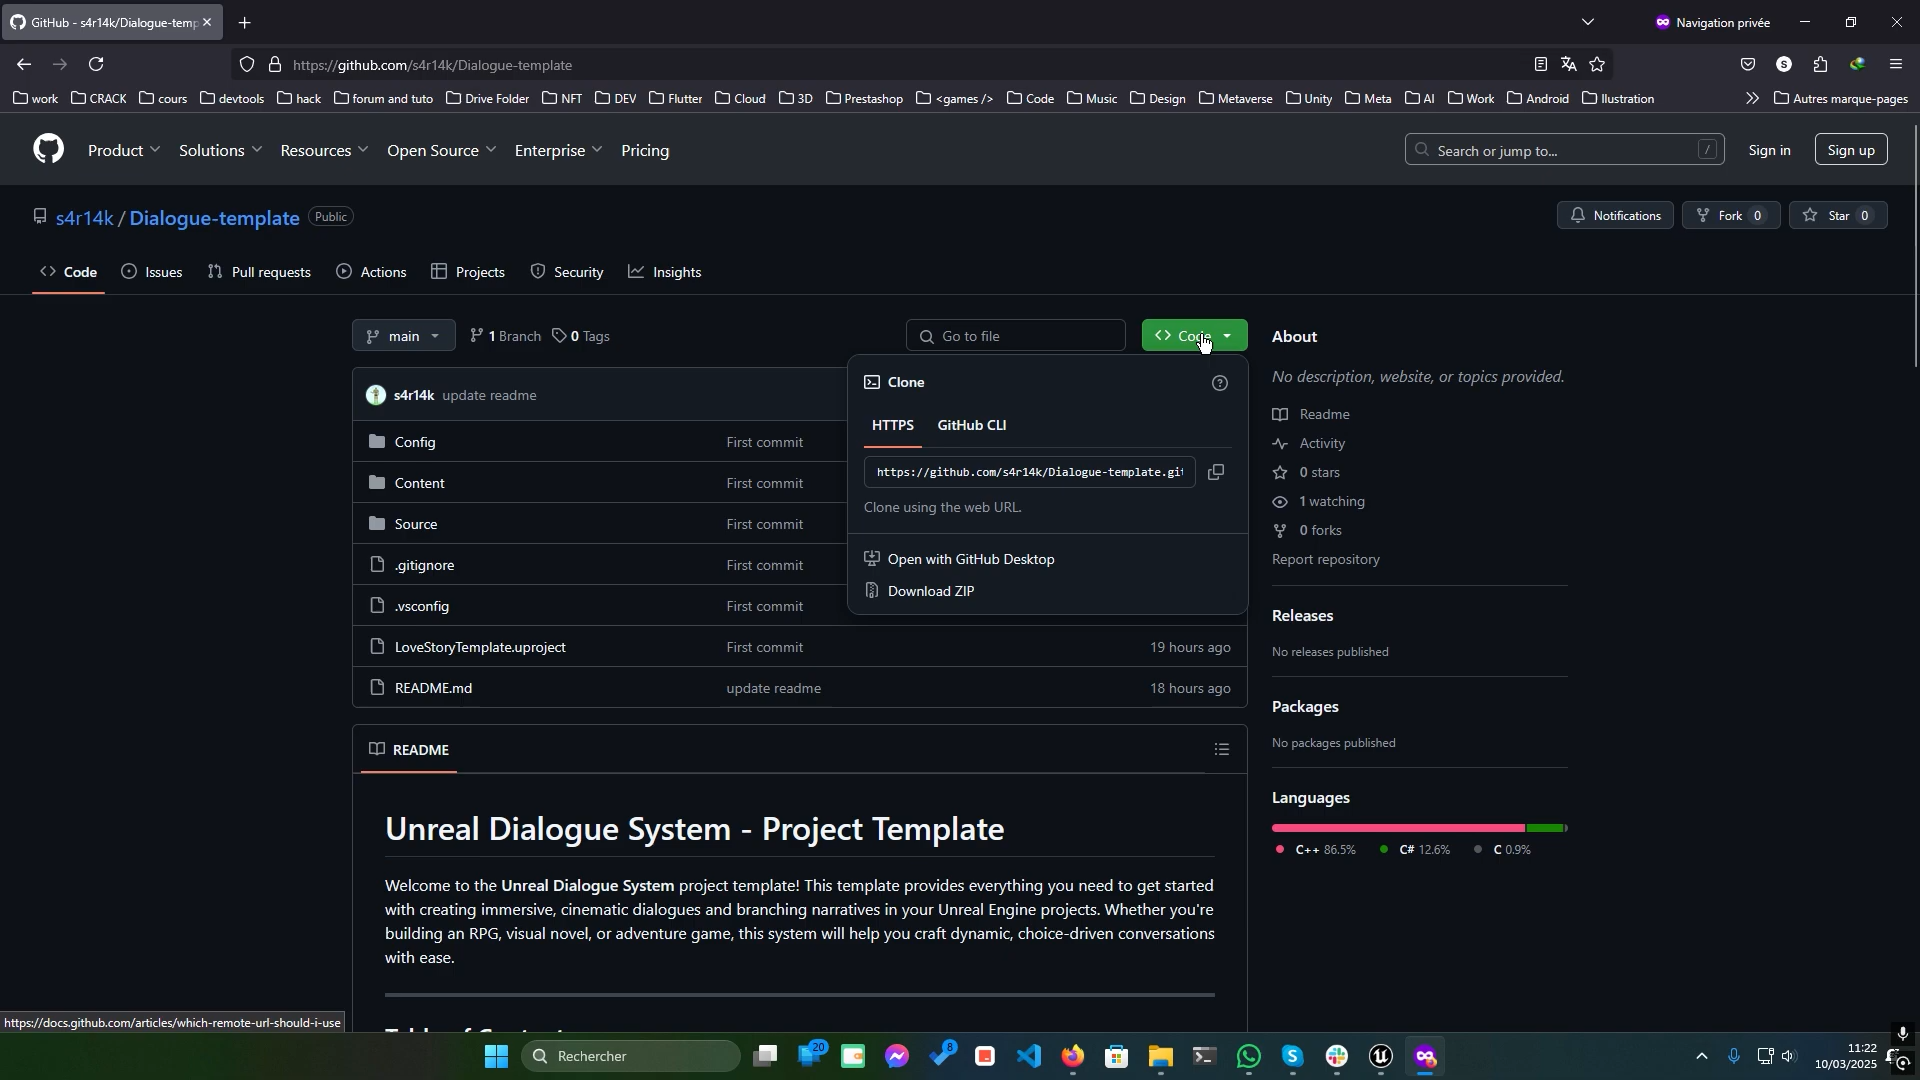 GitHub - s4r14k/Dialogue-temp
Navigation privée
https://github.com/s4r14k/Dialogue-template
work CRACK cours devtools hack forum and tuto Drive Folder NFT DEV Flutter Cloud 3D Prestashop <games /> Code Music Design Metaverse Unity Meta AI Work Android Ilustration Autres marque-pages
Product Solutions Resources Open Source Enterprise Pricing
Search or jump to... /
Sign in
Sign up
s4r14k / Dialogue-template Public
Notifications
Fork 0
Star 0
Code Issues Pull requests Actions Projects Security Insights
main
1 Branch
0 Tags
Go to file
Code
s4r14k update readme
Config First commit
Content First commit
Source First commit
.gitignore First commit
.vsconfig First commit
LoveStoryTemplate.uproject First commit 19 hours ago
README.md update readme 18 hours ago
Clone
HTTPS GitHub CLI
https://github.com/s4r14k/Dialogue-template.git
Clone using the web URL.
Open with GitHub Desktop
Download ZIP
About
No description, website, or topics provided.
Readme
Activity
0 stars
1 watching
0 forks
Report repository
Releases
No releases published
Packages
No packages published
Languages
C++ 86.5% C# 12.6% C 0.9%
README
Unreal Dialogue System - Project Template
Welcome to the Unreal Dialogue System project template! This template provides everything you need to get started
with creating immersive, cinematic dialogues and branching narratives in your Unreal Engine projects. Whether you're
building an RPG, visual novel, or adventure game, this system will help you craft dynamic, choice-driven conversations
with ease.
https://docs.github.com/articles/which-remote-url-should-i-use
Rechercher
20
8
11:22
10/03/2025